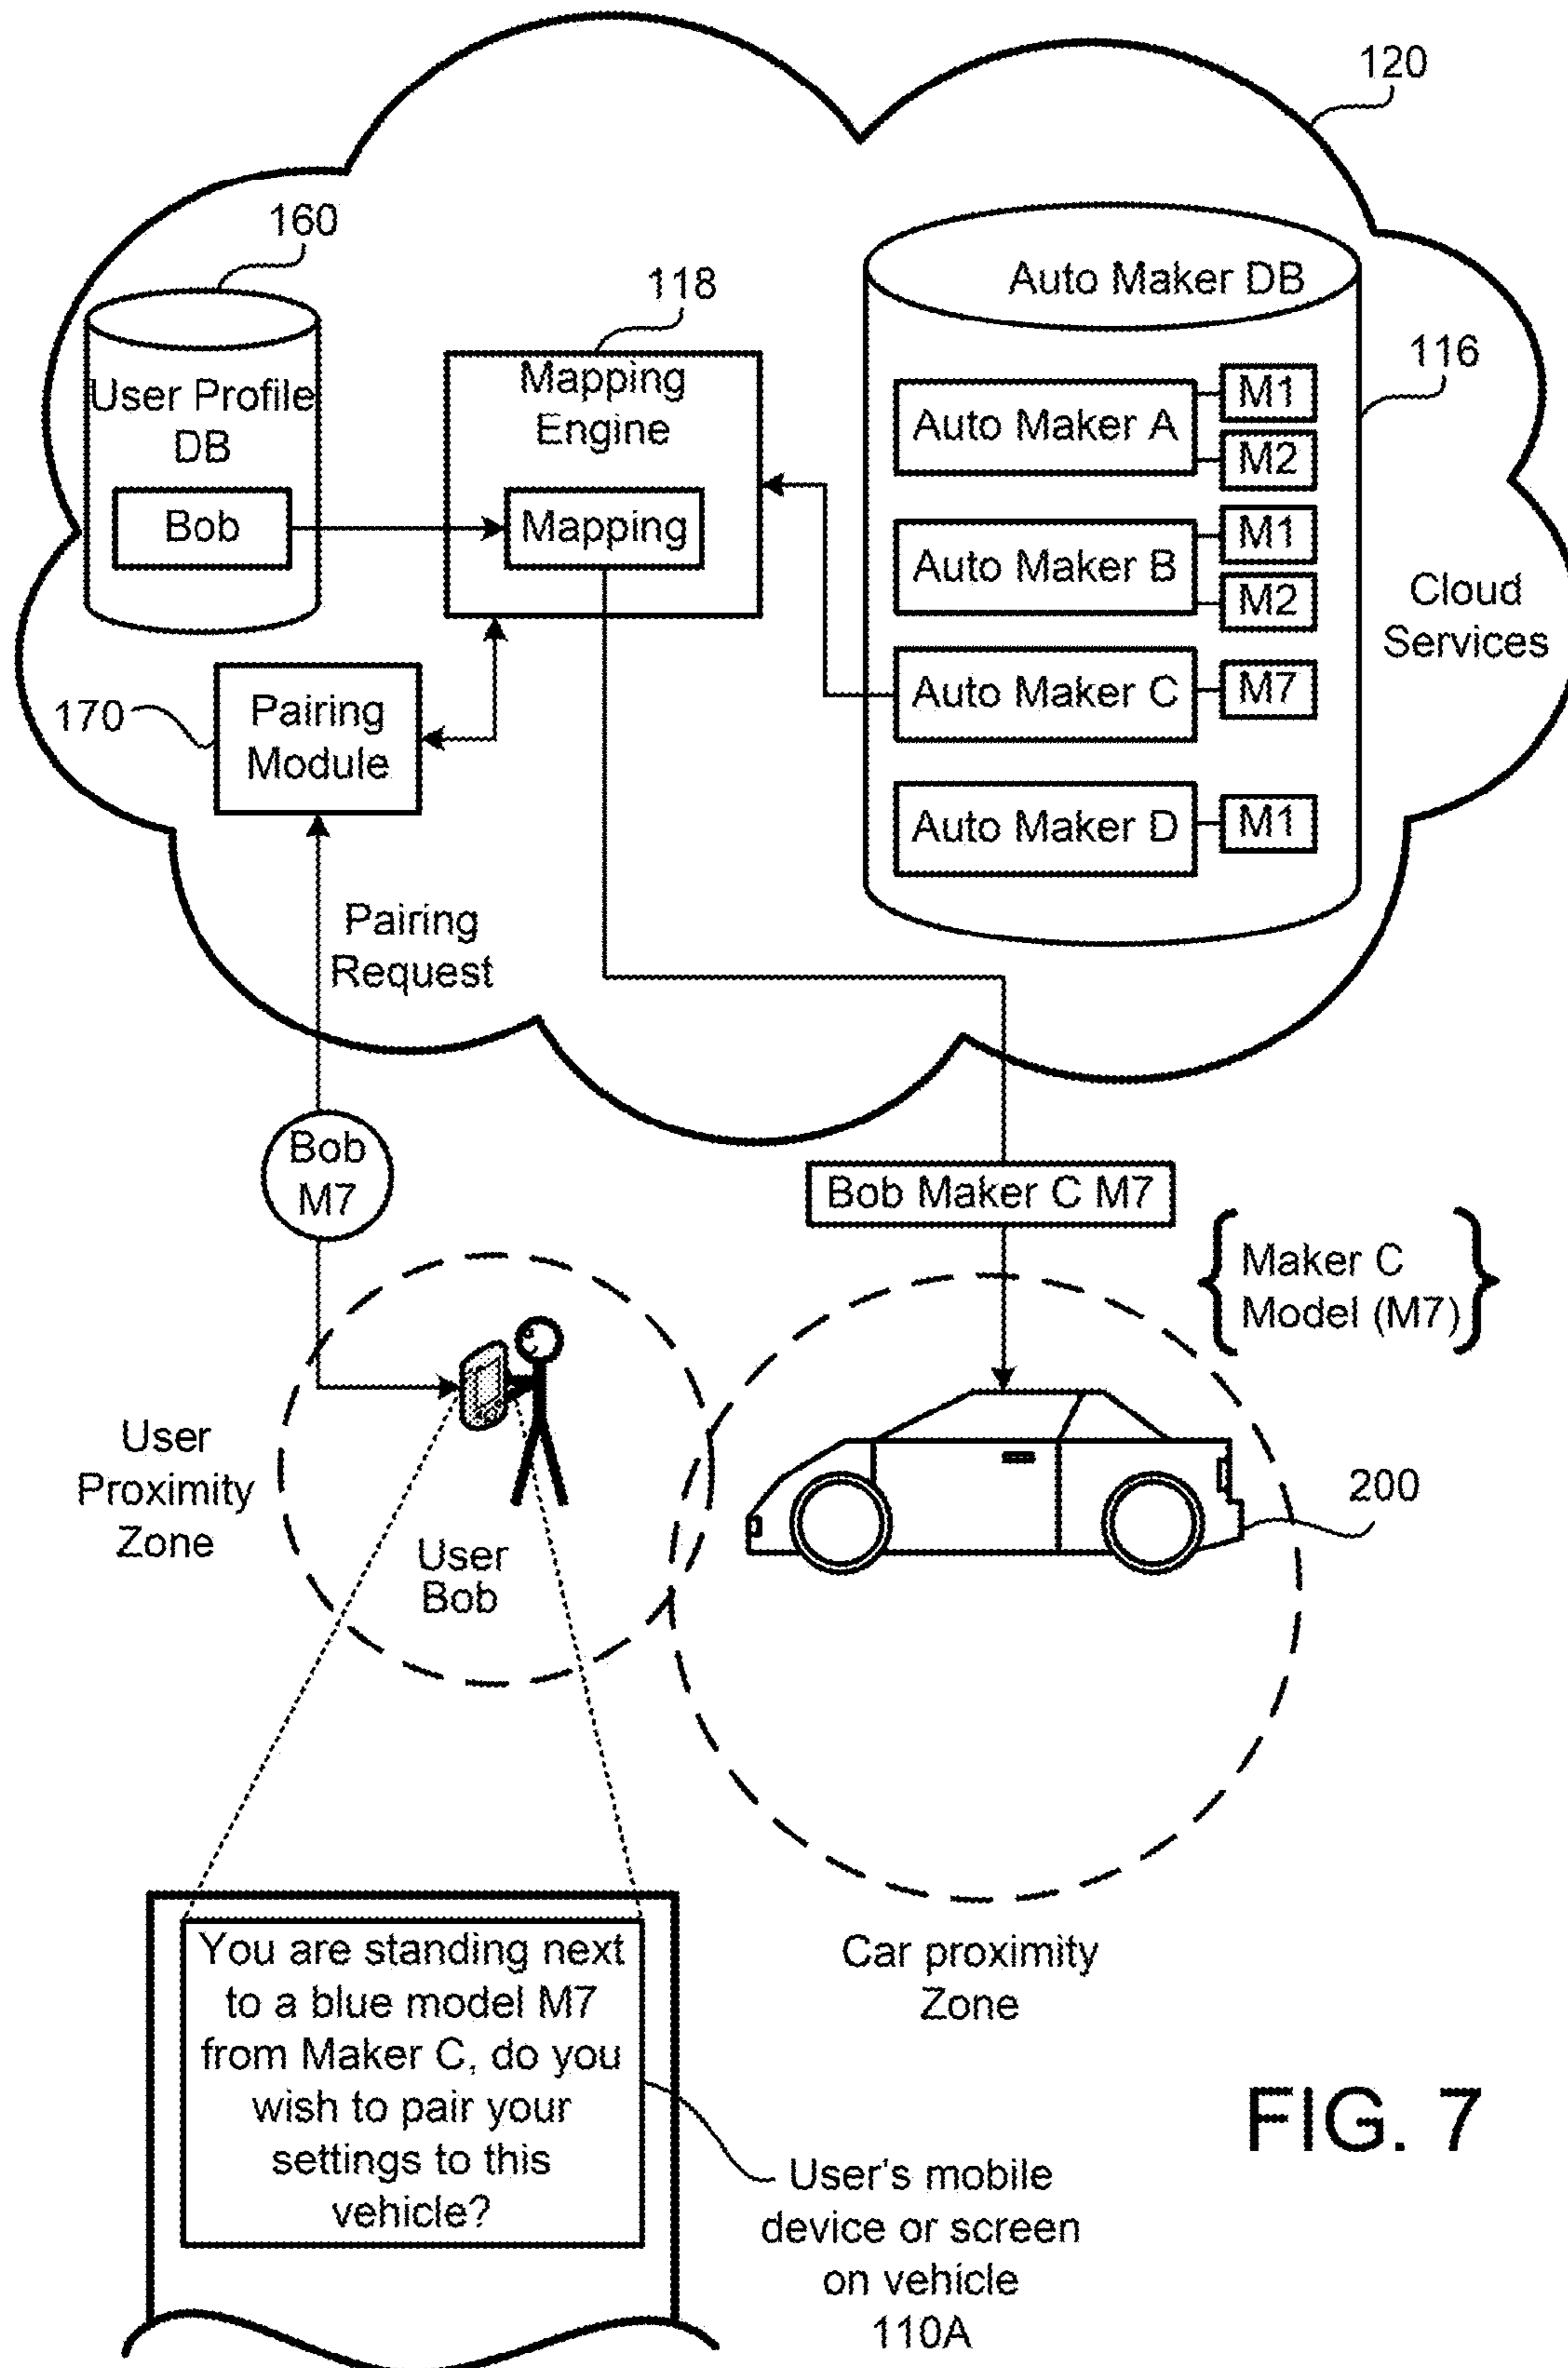 120
160
118
Auto Maker DB
116
User Profile
DB
Bob
Mapping
Engine
Mapping
Auto Maker A
M1
M2
Auto Maker B
M1
M2
Cloud
Services
Auto Maker C
M7
Auto Maker D
M1
170
Pairing
Module
Pairing
Request
Bob
M7
Bob Maker C M7
Maker C
Model (M7)
User
Proximity
Zone
User
Bob
200
Car proximity
Zone
You are standing next
to a blue model M7
from Maker C, do you
wish to pair your
settings to this
vehicle?
User's mobile
device or screen
on vehicle
110A
FIG. 7